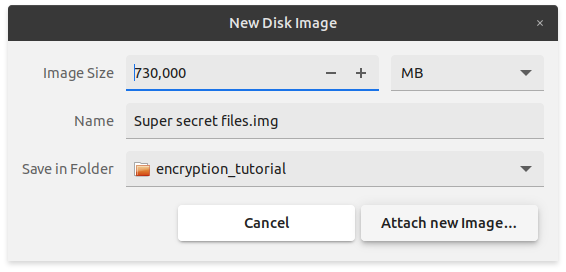 New Disk Image ×
Image Size 730,000 − + MB
Name Super secret files.img
Save in Folder encryption_tutorial
Cancel Attach new Image...